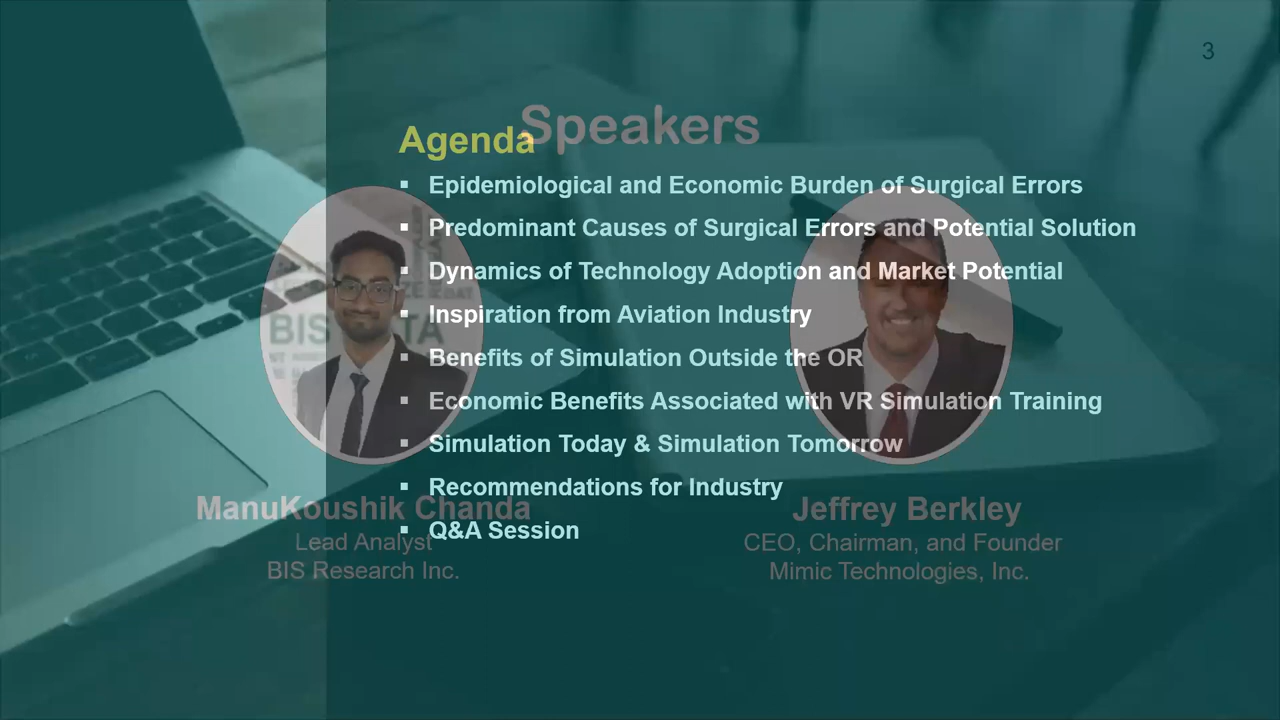 3
Speakers
Agenda
▪ Epidemiological and Economic Burden of Surgical Errors
▪ Predominant Causes of Surgical Errors and Potential Solution
▪ Dynamics of Technology Adoption and Market Potential
▪ Inspiration from Aviation Industry
▪ Benefits of Simulation Outside the OR
▪ Economic Benefits Associated with VR Simulation Training
▪ Simulation Today & Simulation Tomorrow
▪ Recommendations for Industry
▪ Q&A Session
BIS
ManuKoushik Chanda
Lead Analyst
BIS Research Inc.
Jeffrey Berkley
CEO, Chairman, and Founder
Mimic Technologies, Inc.